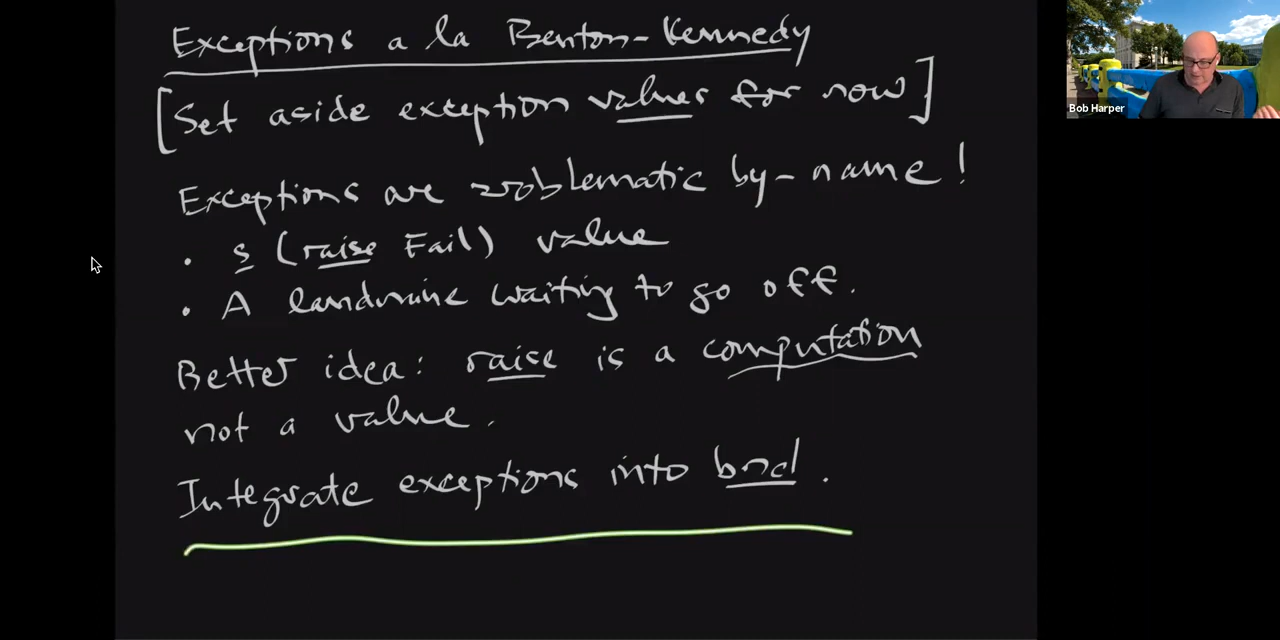 Exceptions a la Benton-Kennedy
[Set aside exception values for now]
Exceptions are problematic by-name!
. s (raise Fail) value
. A landmine waiting to go off.
Better idea: raise is a computation
not a value.
Integrate exceptions into bnd.
Bob Harper